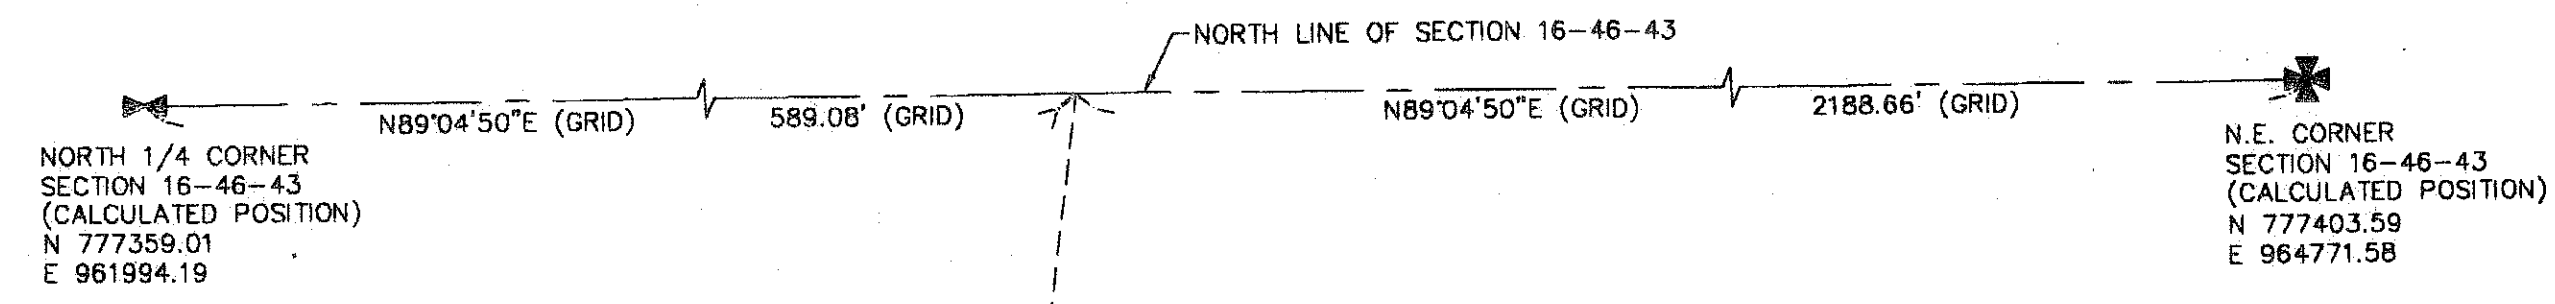 NORTH LINE OF SECTION 16-46-43
N89°04'50"E (GRID)
589.08' (GRID)
N89°04'50"E (GRID)
2188.66' (GRID)
NORTH 1/4 CORNER
SECTION 16-46-43
(CALCULATED POSITION)
N 777359.01
E 961994.19
N.E. CORNER
SECTION 16-46-43
(CALCULATED POSITION)
N 777403.59
E 964771.58